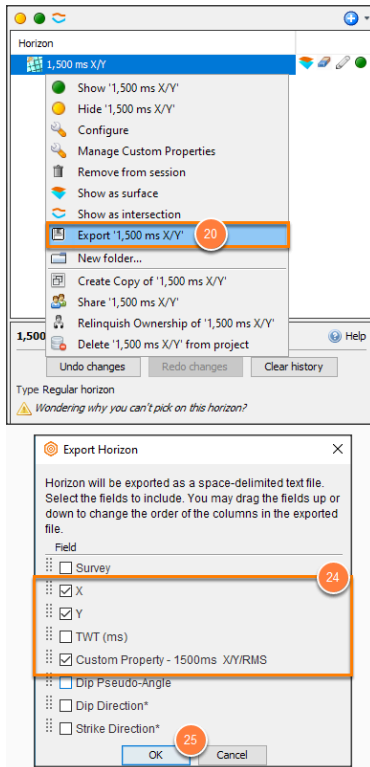 Horizon
1,500 ms X/Y
Show '1,500 ms X/Y'
Hide '1,500 ms X/Y'
Configure
Manage Custom Properties
Remove from session
Show as surface
Show as intersection
Export '1,500 ms X/Y' 20
New folder...
Create Copy of '1,500 ms X/Y'
Share '1,500 ms X/Y'
Relinquish Ownership of '1,500 ms X/Y'
Delete '1,500 ms X/Y' from project
1,500
Help
Undo changes Redo changes Clear history
Type Regular horizon
Wondering why you can't pick on this horizon?
Export Horizon
Horizon will be exported as a space-delimited text file.
Select the fields to include. You may drag the fields up or
down to change the order of the columns in the exported
file.
Field
Survey
24
X
Y
TWT (ms)
Custom Property - 1500ms X/Y/RMS
Dip Pseudo-Angle
Dip Direction*
Strike Direction*
25
OK Cancel